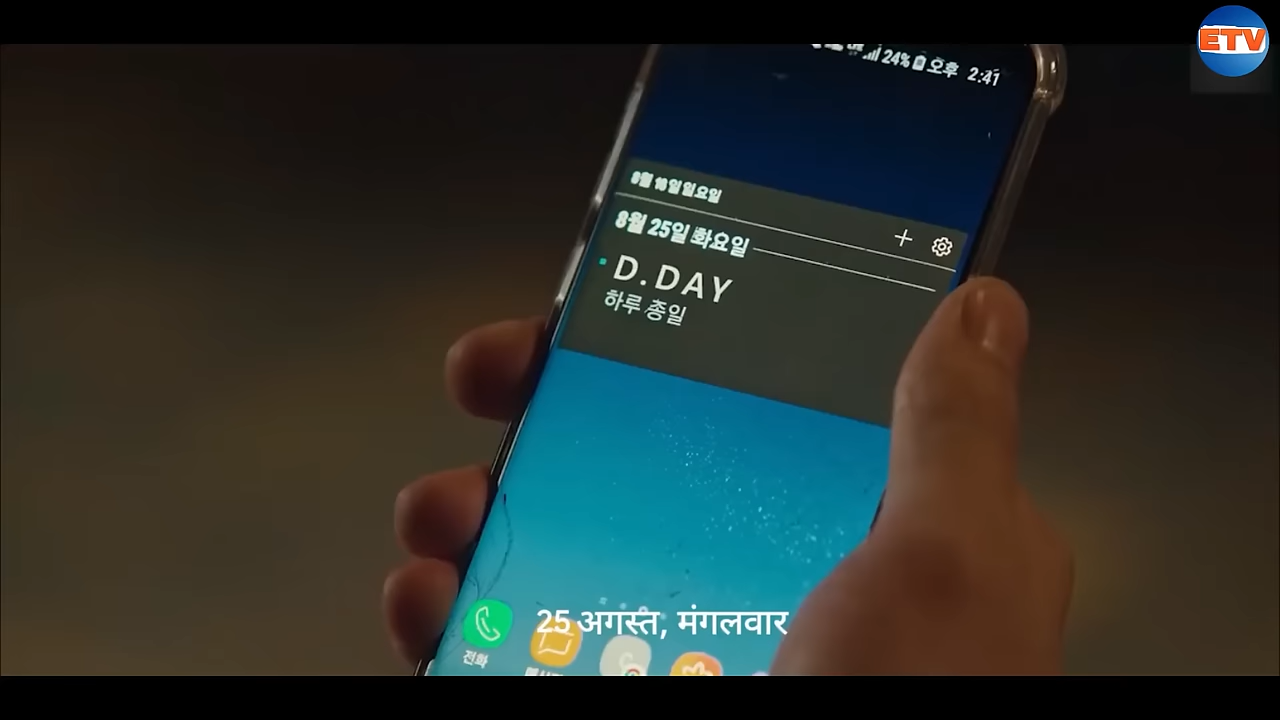 ETV
24% 오후 2:41
8월 25일 화요일
D.DAY
하루 종일
25 अगस्त, मंगलवार
전화